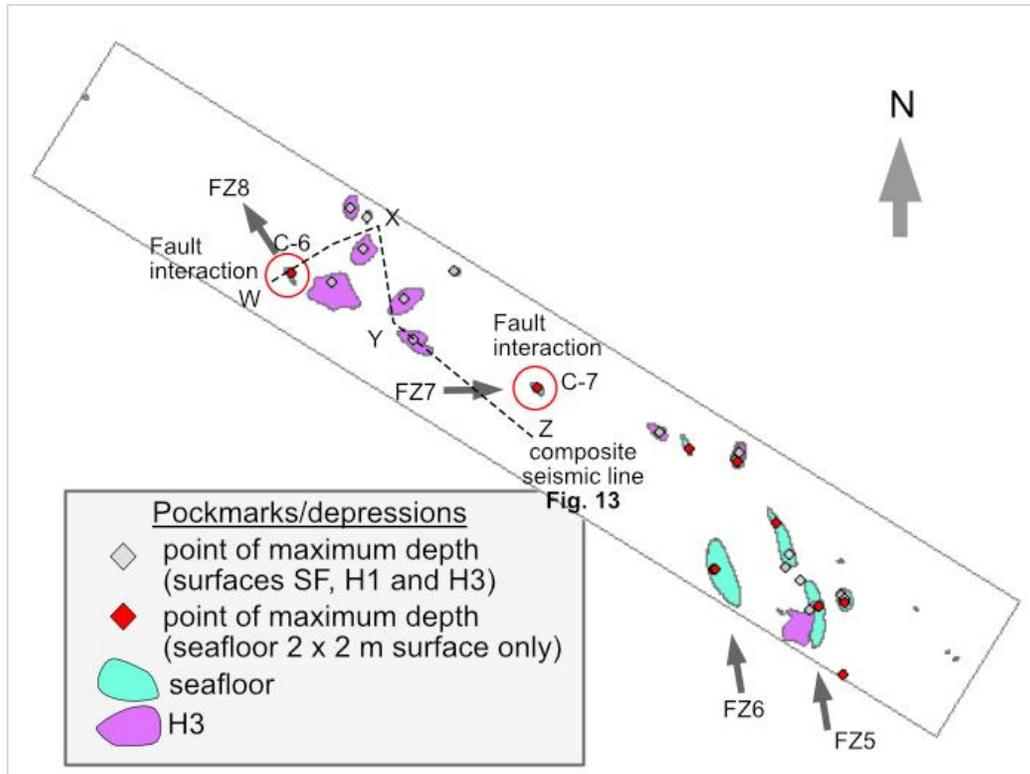 N
FZ8
X
C-6
Fault
interaction
W
Y
Fault
interaction
FZ7
C-7
Z
composite
seismic line
Fig. 13
Pockmarks/depressions
point of maximum depth
(surfaces SF, H1 and H3)
point of maximum depth
(seafloor 2 x 2 m surface only)
seafloor
H3
FZ6
FZ5